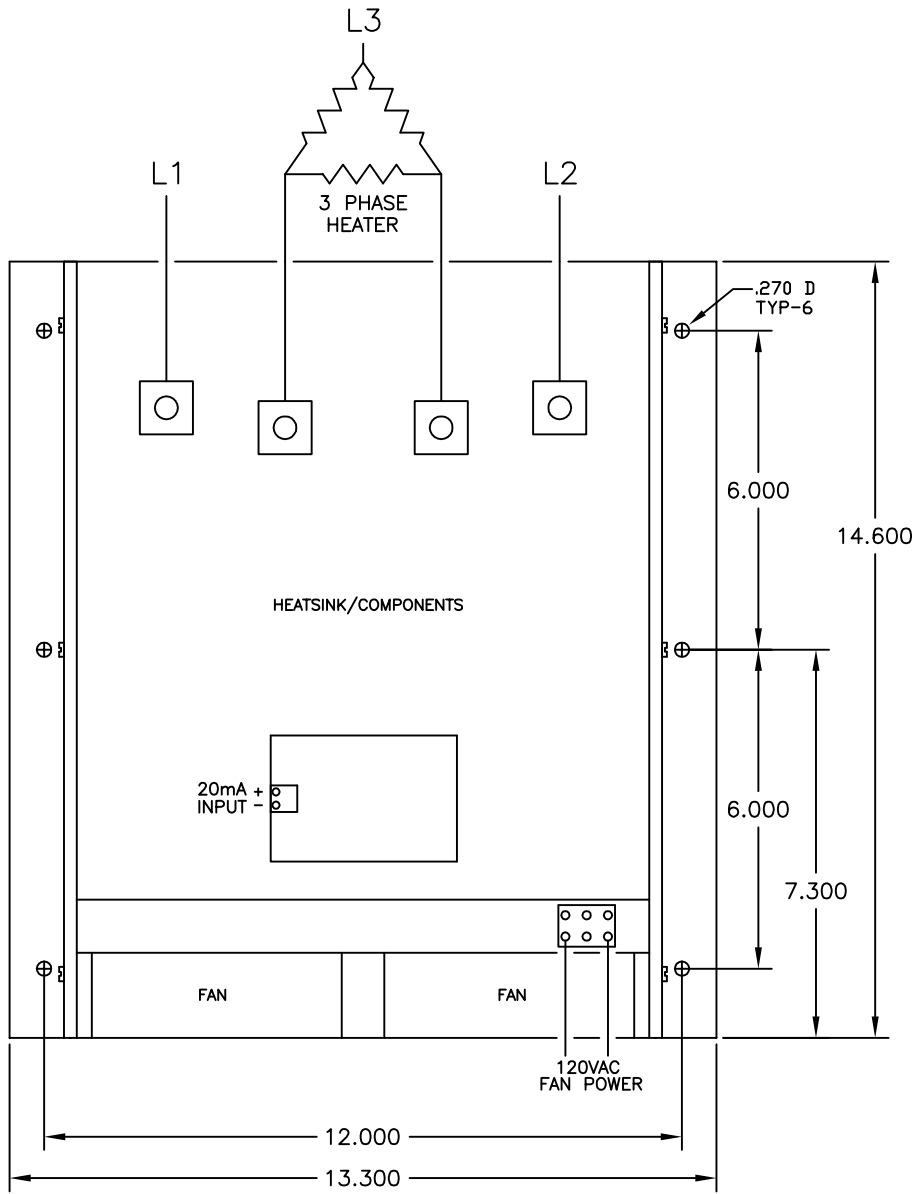 L3
L1
L2
3 PHASE
HEATER
.270 D
TYP-6
6.000
14.600
HEATSINK/COMPONENTS
20mA +
INPUT -
6.000
7.300
FAN
FAN
120VAC
FAN POWER
12.000
13.300